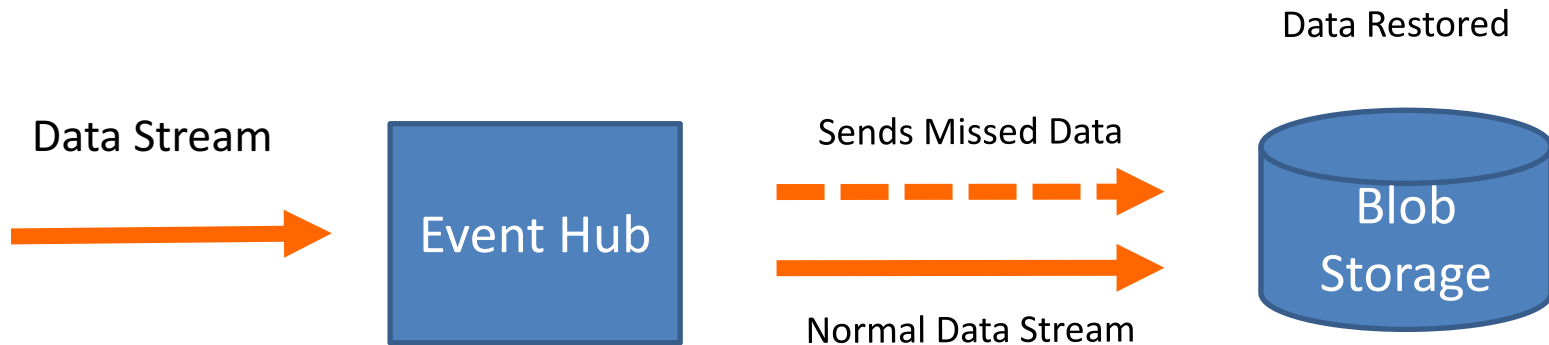 Data Restored
Data Stream
Sends Missed Data
Event Hub
Blob
Storage
Normal Data Stream